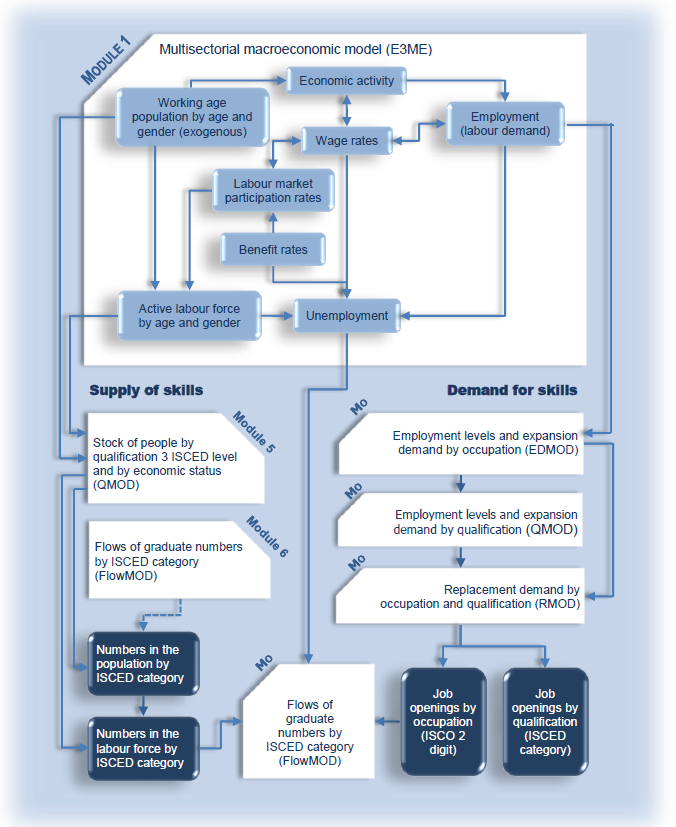 MODULE 1
Multisectorial macroeconomic model (E3ME)
Economic activity
Working age
population by age and
gender (exogenous)
Employment
(labour demand)
Wage rates
Labour market
participation rates
Benefit rates
Active labour force
by age and gender
Unemployment
Supply of skills
Demand for skills
Module 5
Stock of people by
qualification 3 ISCED level
and by economic status
(QMOD)
Mo
Employment levels and expansion
demand by occupation (EDMOD)
Mo
Employment levels and expansion
demand by qualification (QMOD)
Module 6
Flows of graduate numbers
by ISCED category
(FlowMOD)
Mo
Replacement demand by
occupation and qualification (RMOD)
Numbers in the
population by
ISCED category
Numbers in the
labour force by
ISCED category
Mo
Flows of
graduate
numbers by
ISCED category
(FlowMOD)
Job
openings by
occupation
(ISCO 2
digit)
Job
openings by
qualification
(ISCED
category)